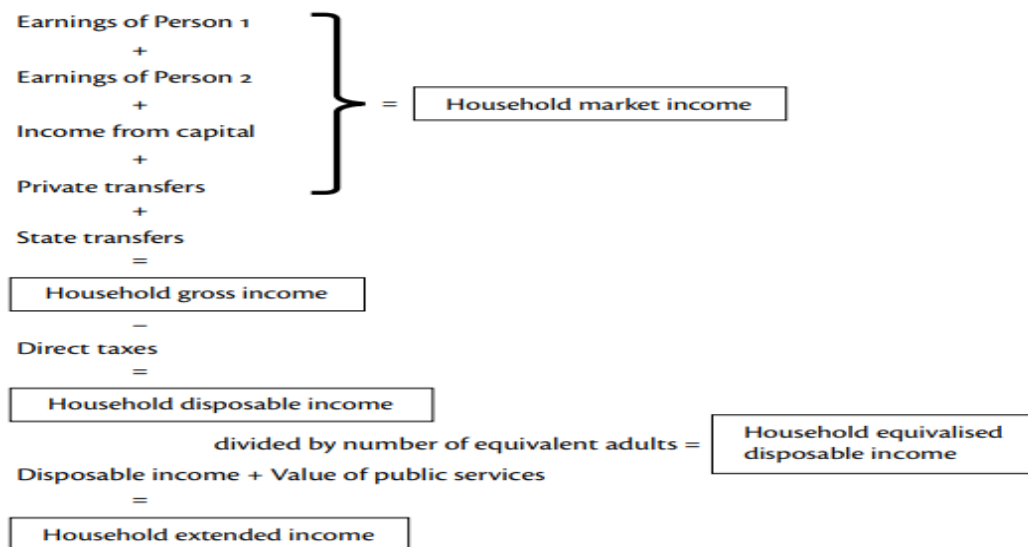 Earnings of Person 1
+
Earnings of Person 2
+
Income from capital
+
Private transfers
= Household market income
+
State transfers
=
Household gross income
–
Direct taxes
=
Household disposable income
divided by number of equivalent adults =
Household equivalised
disposable income
Disposable income + Value of public services
=
Household extended income